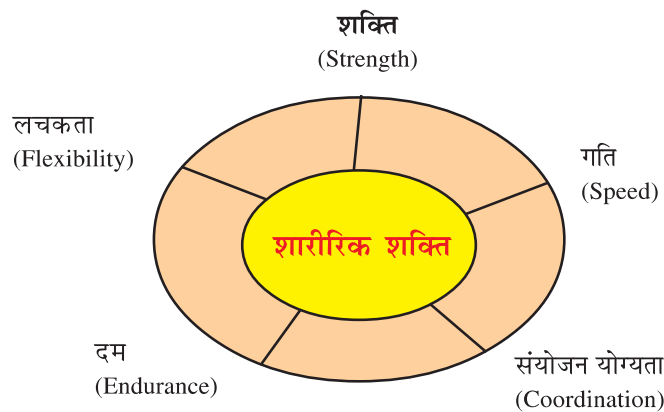 शक्ति
(Strength)
लचकता
(Flexibility)
गति
(Speed)
शारीरिक शक्ति
दम
(Endurance)
संयोजन योग्यता
(Coordination)